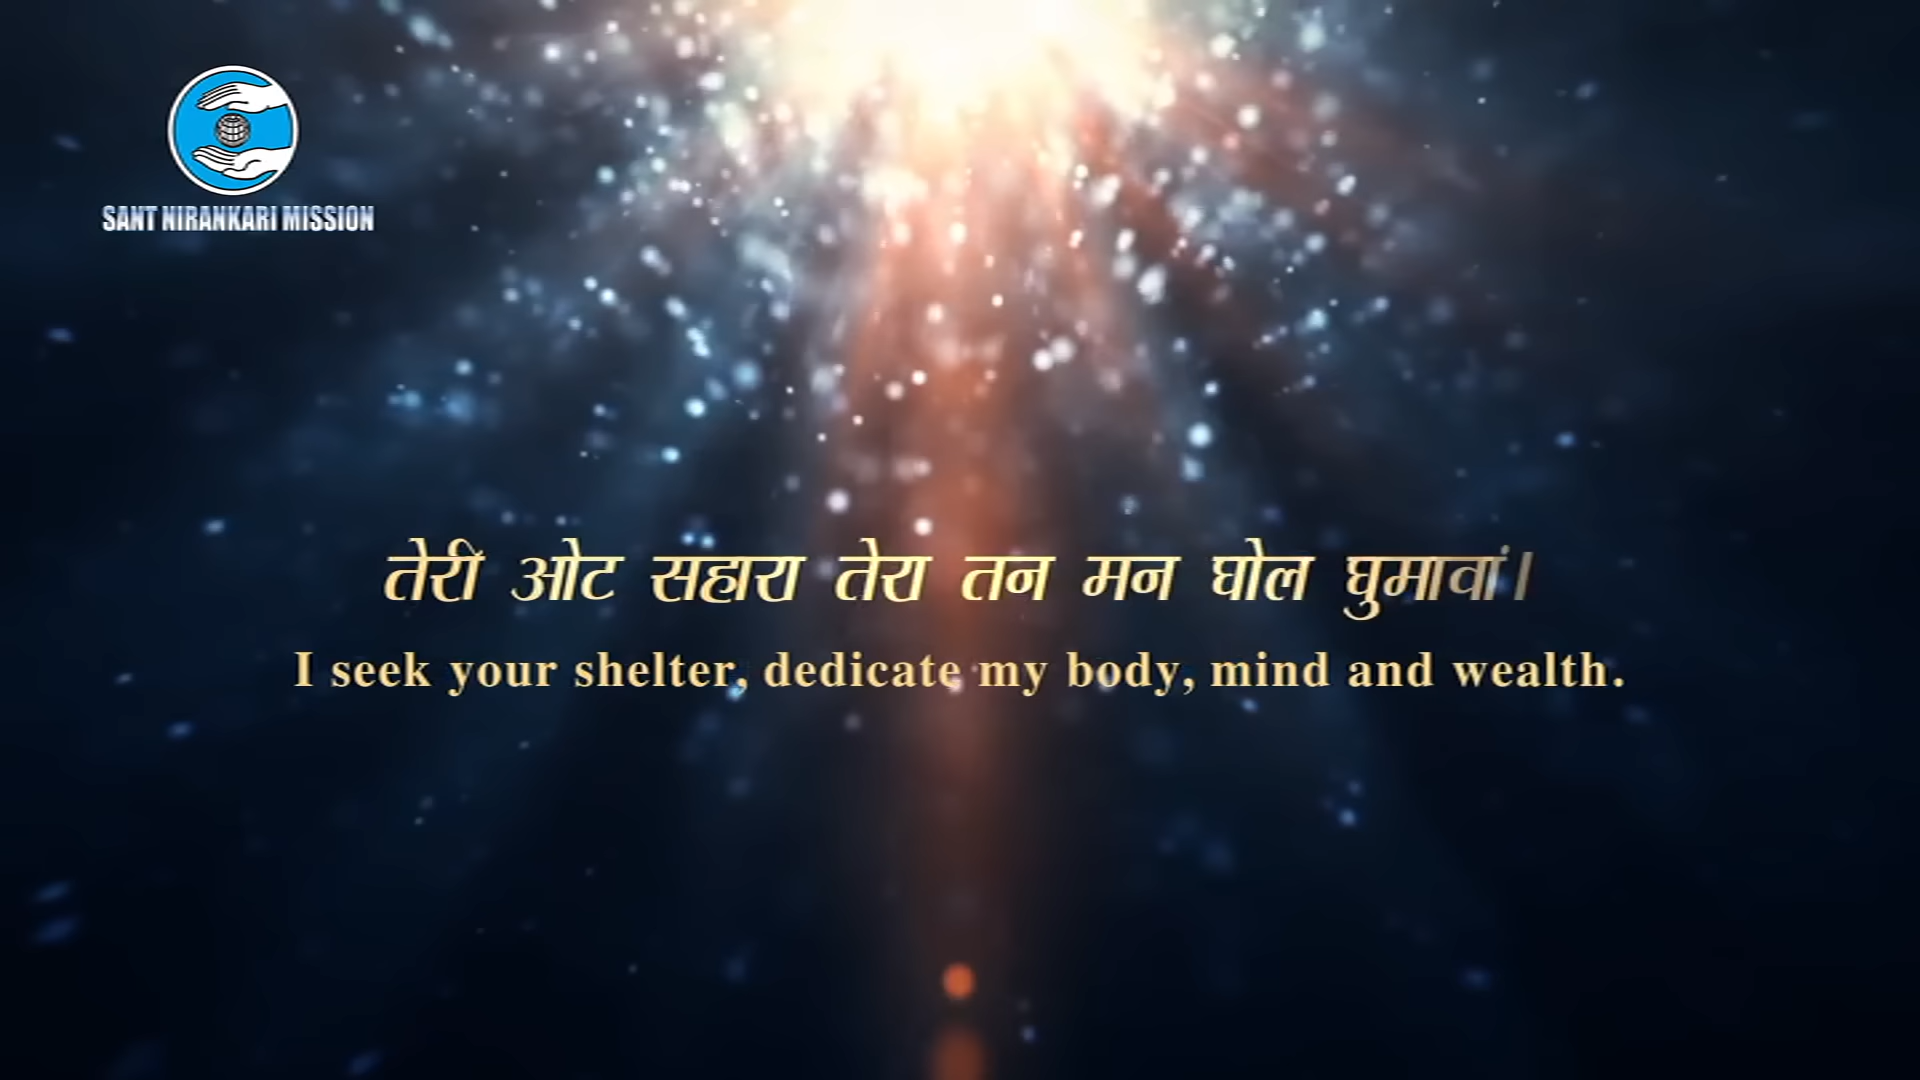 SANT NIRANKARI MISSION
तेरी ओट सहारा तेरा तन मन घोल घुमावां।
I seek your shelter, dedicate my body, mind and wealth.